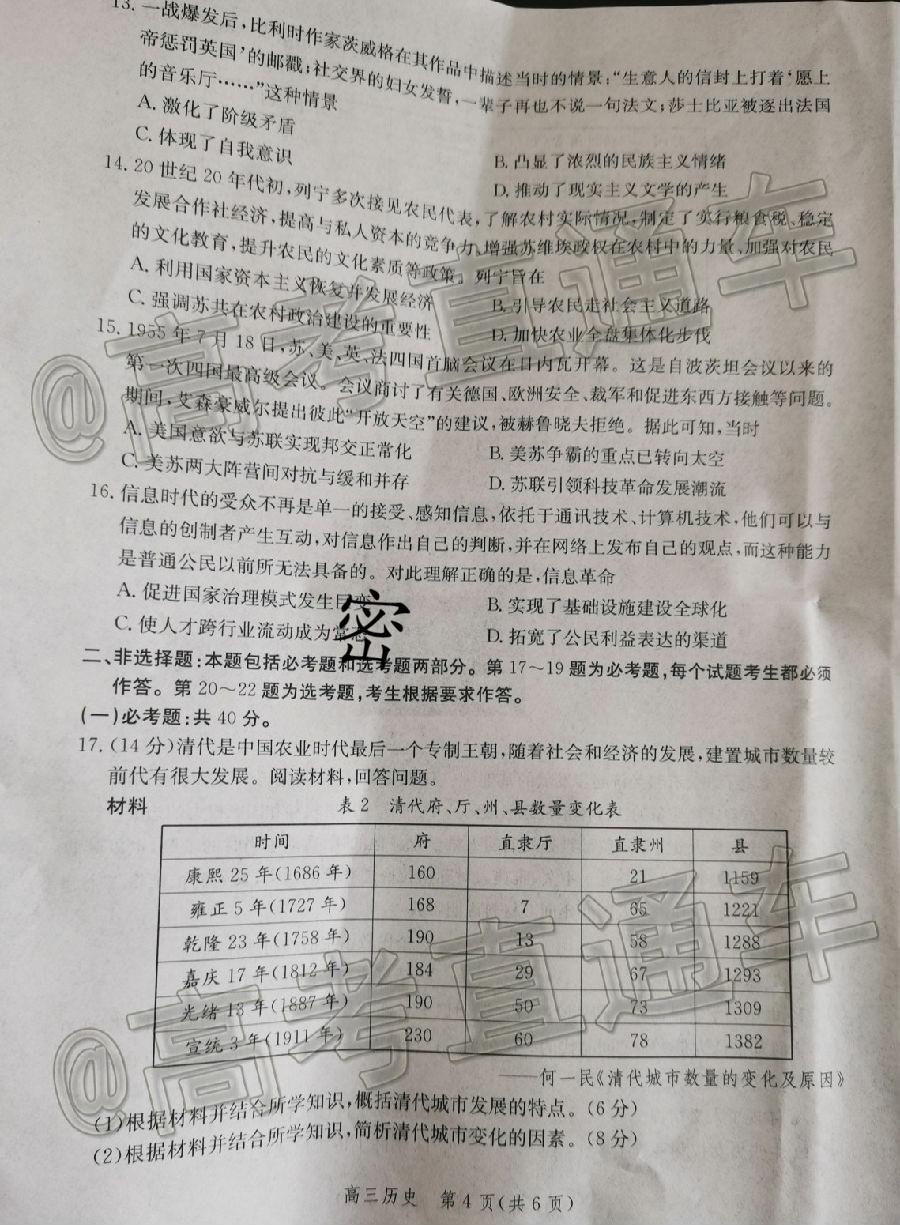 13. 一战爆发后，比利时作家茨威格在其作品中描述当时的情景：“生意人的信封上打着‘愿上
帝惩罚英国’的邮戳；社交界的妇女发誓，一辈子再也不说一句法文；莎士比亚被逐出法国
的音乐厅……”这种情景
A. 激化了阶级矛盾
B. 凸显了浓烈的民族主义情绪
C. 体现了自我意识
D. 推动了现实主义文学的产生
14. 20 世纪 20 年代初，列宁多次接见农民代表，了解农村实际情况，制定了实行粮食税、稳定
发展合作社经济，提高与私人资本的竞争力、增强苏维埃政权在农村中的力量、加强对农民
的文化教育，提升农民的文化素质等政策。列宁旨在
A. 利用国家资本主义恢复并发展经济
B. 引导农民走社会主义道路
C. 强调苏共在农村政治建设的重要性
D. 加快农业全盘集体化步伐
15. 1955 年 7 月 18 日，苏、美、英、法四国首脑会议在日内瓦开幕。这是自波茨坦会议以来的
第一次四国最高级会议。会议商讨了有关德国、欧洲安全、裁军和促进东西方接触等问题。
期间，艾森豪威尔提出彼此“开放天空”的建议，被赫鲁晓夫拒绝。据此可知，当时
A. 美国意欲与苏联实现邦交正常化
B. 美苏争霸的重点已转向太空
C. 美苏两大阵营间对抗与缓和并存
D. 苏联引领科技革命发展潮流
16. 信息时代的受众不再是单一的接受、感知信息，依托于通讯技术、计算机技术，他们可以与
信息的创制者产生互动，对信息作出自己的判断，并在网络上发布自己的观点，而这种能力
是普通公民以前所无法具备的。对此理解正确的是，信息革命
A. 促进国家治理模式发生巨变
B. 实现了基础设施建设全球化
C. 使人才跨行业流动成为常态
D. 拓宽了公民利益表达的渠道
密
二、非选择题：本题包括必考题和选考题两部分。第 17～19 题为必考题，每个试题考生都必须
作答。第 20～22 题为选考题，考生根据要求作答。
(一)必考题：共 40 分。
17. (14 分)清代是中国农业时代最后一个专制王朝，随着社会和经济的发展，建置城市数量较
前代有很大发展。阅读材料，回答问题。
材料 表 2 清代府、厅、州、县数量变化表
时间 府 直隶厅 直隶州 县
康熙 25 年(1686 年) 160 21 1159
雍正 5 年(1727 年) 168 7 65 1221
乾隆 23 年(1758 年) 190 13 58 1288
嘉庆 17 年(1812 年) 184 29 67 1293
光绪 13 年(1887 年) 190 50 73 1309
宣统 3 年(1911 年) 230 60 78 1382
——何一民《清代城市数量的变化及原因》
(1)根据材料并结合所学知识，概括清代城市发展的特点。(6 分)
(2)根据材料并结合所学知识，简析清代城市变化的因素。(8 分)
高三历史 第 4 页(共 6 页)
@高考直通车
@高考直通车